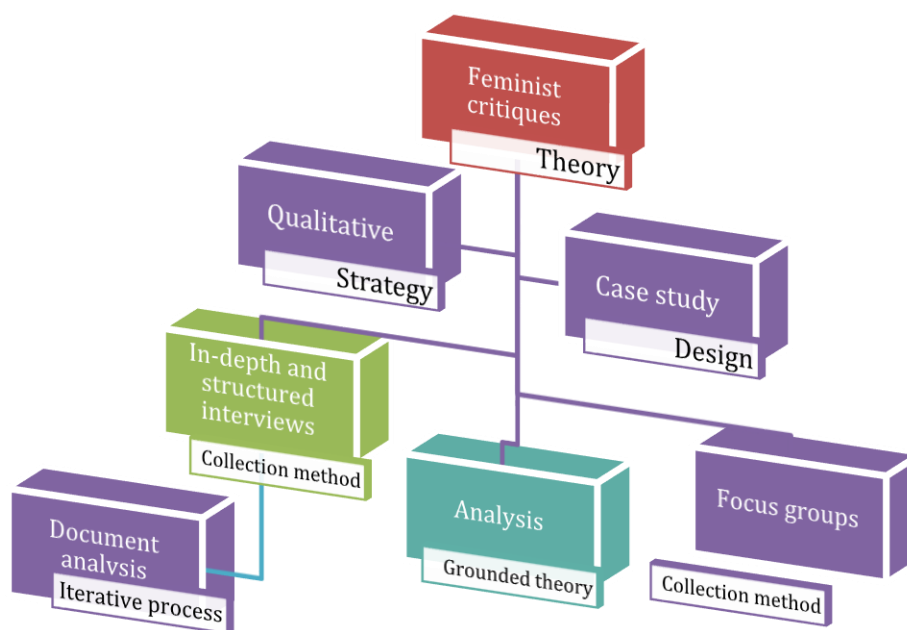 Feminist
critiques
Theory
Qualitative
Strategy
Case study
Design
In-depth and
structured
interviews
Collection method
Analysis
Grounded theory
Focus groups
Collection method
Document
analysis
Iterative process